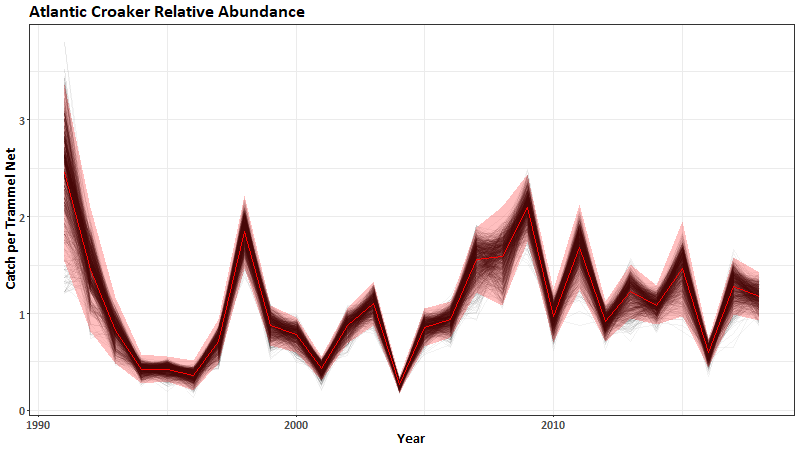 Atlantic Croaker Relative Abundance
Catch per Trammel Net
3
2
1
0
1990 2000 2010
Year